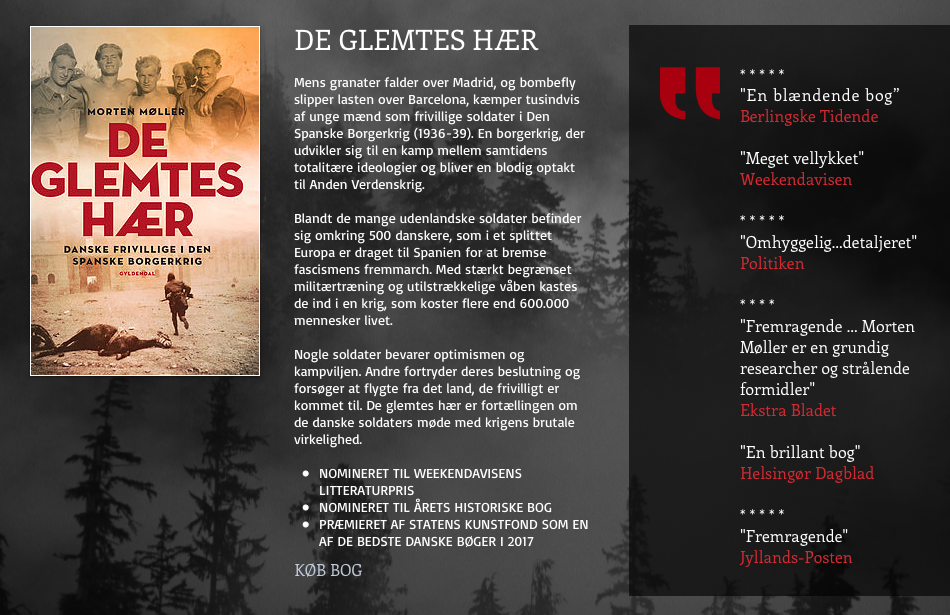 MORTEN MØLLER
DE
GLEMTES
HÆR
DANSKE FRIVILLIGE I DEN
SPANSKE BORGERKRIG
GYLDENDAL
DE GLEMTES HÆR
Mens granater falder over Madrid, og bombefly
slipper lasten over Barcelona, kæmper tusindvis
af unge mænd som frivillige soldater i Den
Spanske Borgerkrig (1936-39). En borgerkrig, der
udvikler sig til en kamp mellem samtidens
totalitære ideologier og bliver en blodig optakt
til Anden Verdenskrig.
Blandt de mange udenlandske soldater befinder
sig omkring 500 danskere, som i et splittet
Europa er draget til Spanien for at bremse
fascismens fremmarch. Med stærkt begrænset
militærtræning og utilstrækkelige våben kastes
de ind i en krig, som koster flere end 600.000
mennesker livet.
Nogle soldater bevarer optimismen og
kampviljen. Andre fortryder deres beslutning og
forsøger at flygte fra det land, de frivilligt er
kommet til. De glemtes hær er fortællingen om
de danske soldaters møde med krigens brutale
virkelighed.
● NOMINERET TIL WEEKENDAVISENS
LITTERATURPRIS
● NOMINERET TIL ÅRETS HISTORISKE BOG
● PRÆMIERET AF STATENS KUNSTFOND SOM EN
AF DE BEDSTE DANSKE BØGER I 2017
KØB BOG
* * * * *
"En blændende bog”
Berlingske Tidende
"Meget vellykket"
Weekendavisen
* * * * *
"Omhyggelig...detaljeret"
Politiken
* * * *
"Fremragende ... Morten
Møller er en grundig
researcher og strålende
formidler"
Ekstra Bladet
"En brillant bog"
Helsingør Dagblad
* * * * *
"Fremragende"
Jyllands-Posten